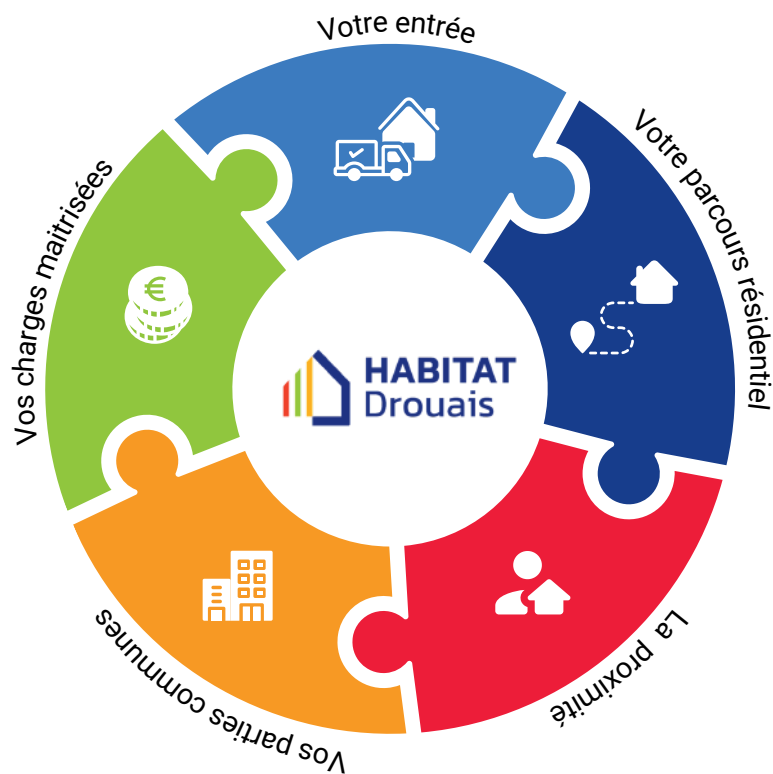 Votre entrée
Votre parcours résidentiel
La proximité
Vos parties communes
Vos charges maitrisées
€
HABITAT
Drouais